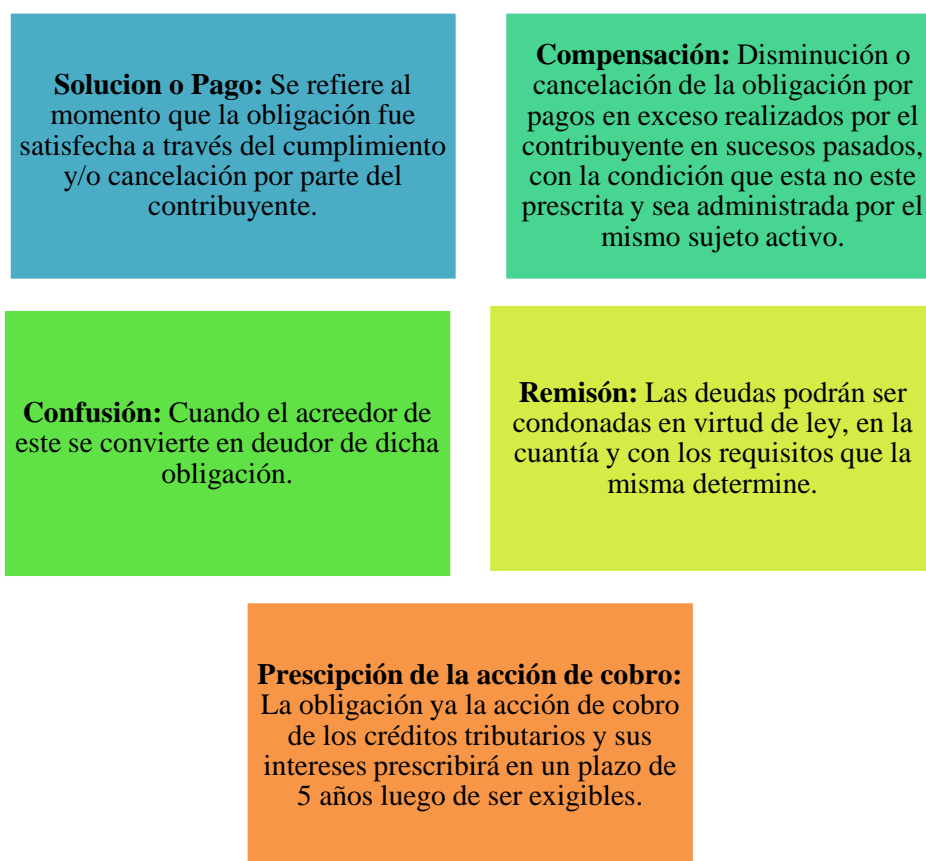 Solucion o Pago: Se refiere al
momento que la obligación fue
satisfecha a través del cumplimiento
y/o cancelación por parte del
contribuyente.
Compensación: Disminución o
cancelación de la obligación por
pagos en exceso realizados por el
contribuyente en sucesos pasados,
con la condición que esta no este
prescrita y sea administrada por el
mismo sujeto activo.
Confusión: Cuando el acreedor de
este se convierte en deudor de dicha
obligación.
Remisón: Las deudas podrán ser
condonadas en virtud de ley, en la
cuantía y con los requisitos que la
misma determine.
Prescipción de la acción de cobro:
La obligación ya la acción de cobro
de los créditos tributarios y sus
intereses prescribirá en un plazo de
5 años luego de ser exigibles.